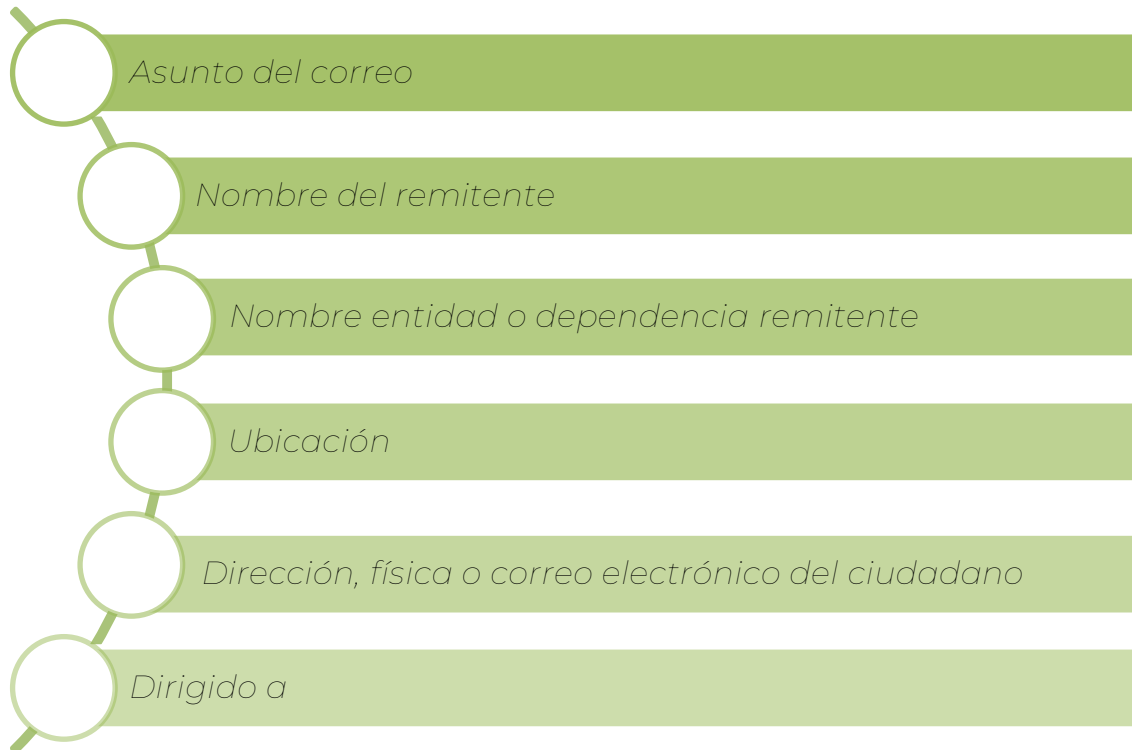 Asunto del correo
Nombre del remitente
Nombre entidad o dependencia remitente
Ubicación
Dirección, física o correo electrónico del ciudadano
Dirigido a